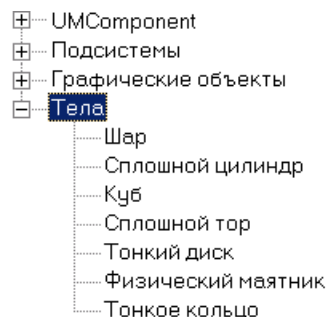 UMComponent
Подсистемы
Графические объекты
Тела
Шар
Сплошной цилиндр
Куб
Сплошной тор
Тонкий диск
Физический маятник
Тонкое кольцо